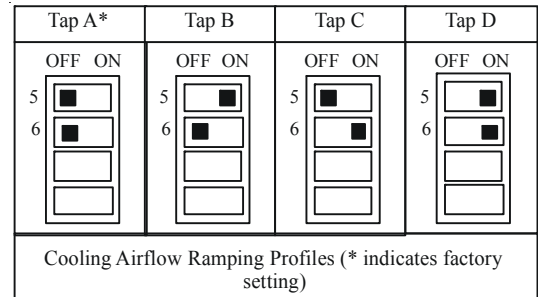 Tap A* Tap B Tap C Tap D
OFF ON OFF ON OFF ON OFF ON
5 5 5 5
6 6 6 6
Cooling Airflow Ramping Profiles (* indicates factory
setting)